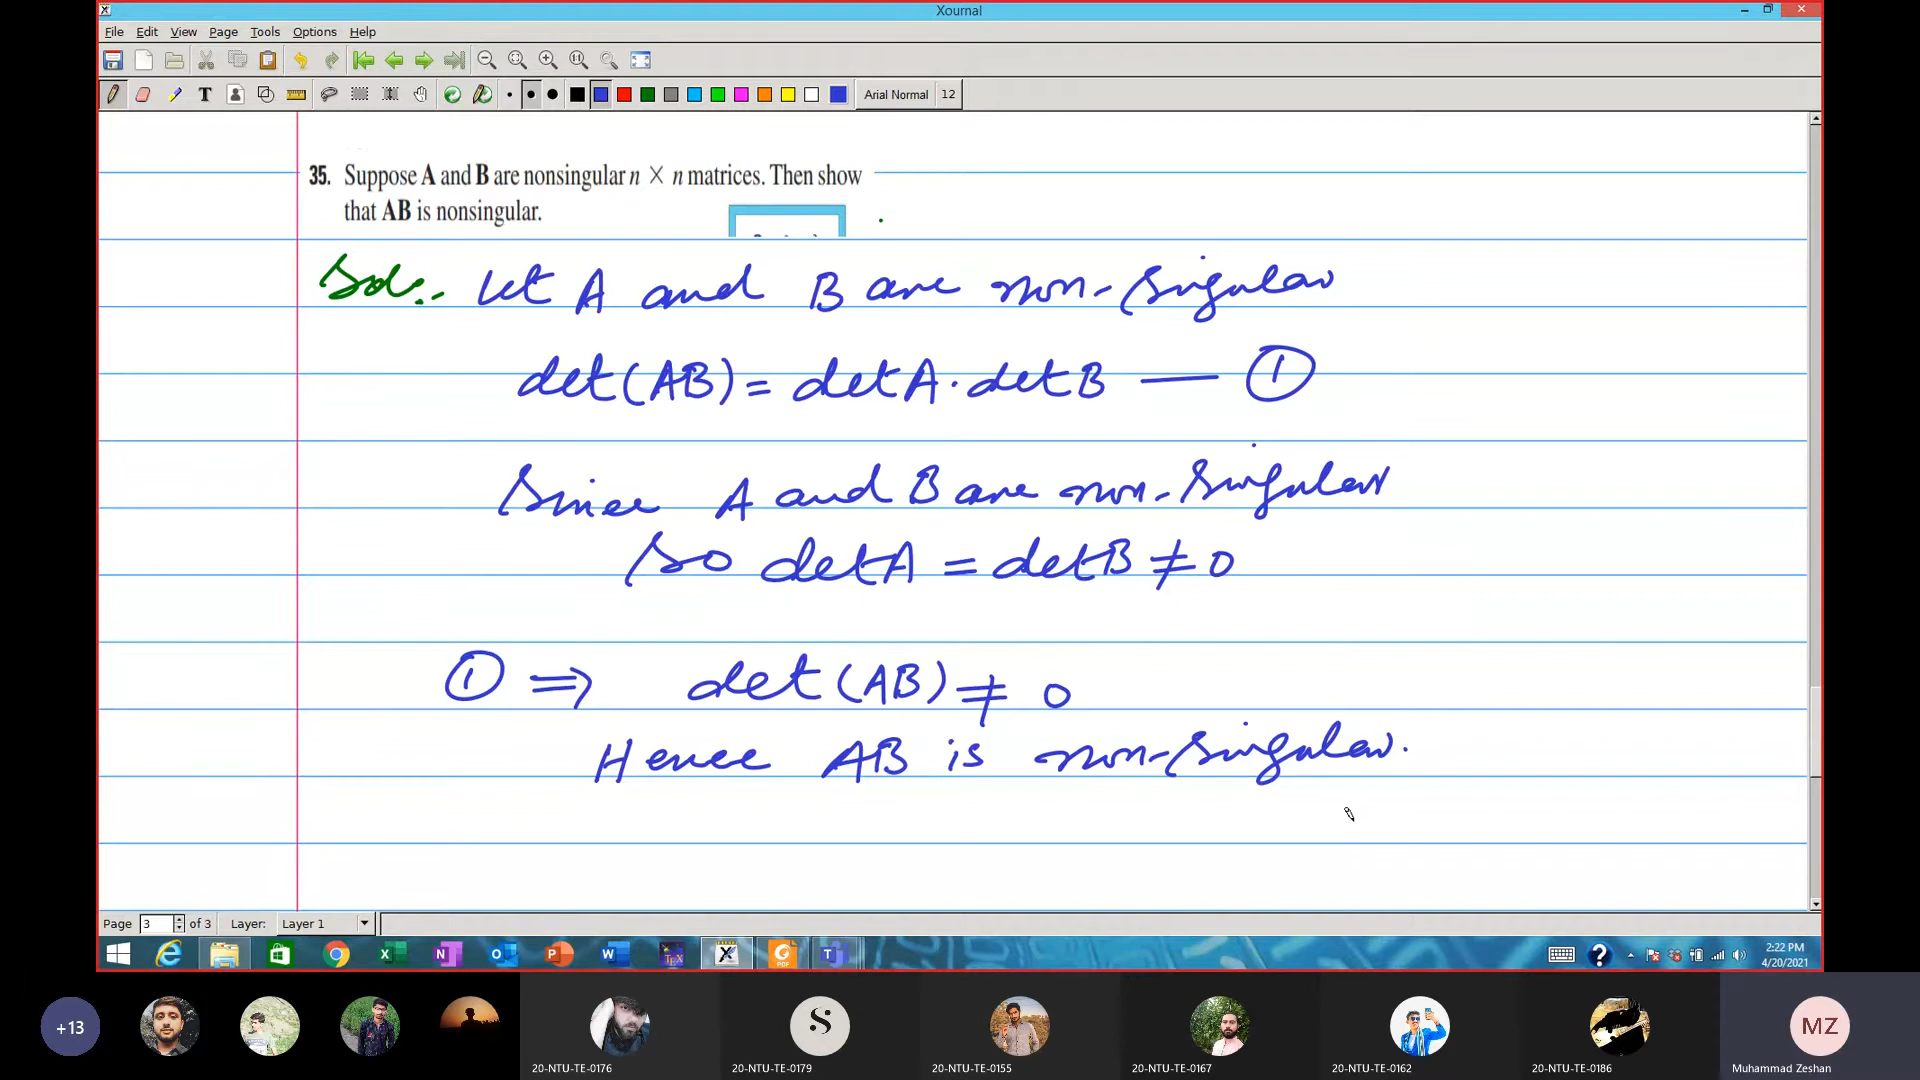 Xournal
File Edit View Page Tools Options Help
Arial Normal 12
35. Suppose A and B are nonsingular n × n matrices. Then show
that AB is nonsingular.
Sol:. Let A and B are non-singular
det(AB) = detA . detB — ①
Since A and B are non-singular
So detA = detB ≠ 0
① ⇒ det(AB) ≠ 0
Hence AB is non-singular.
Page 3 of 3 Layer: Layer 1
2:22 PM
4/20/2021
+13
S
MZ
20-NTU-TE-0176 20-NTU-TE-0179 20-NTU-TE-0155 20-NTU-TE-0167 20-NTU-TE-0162 20-NTU-TE-0186 Muhammad Zeshan